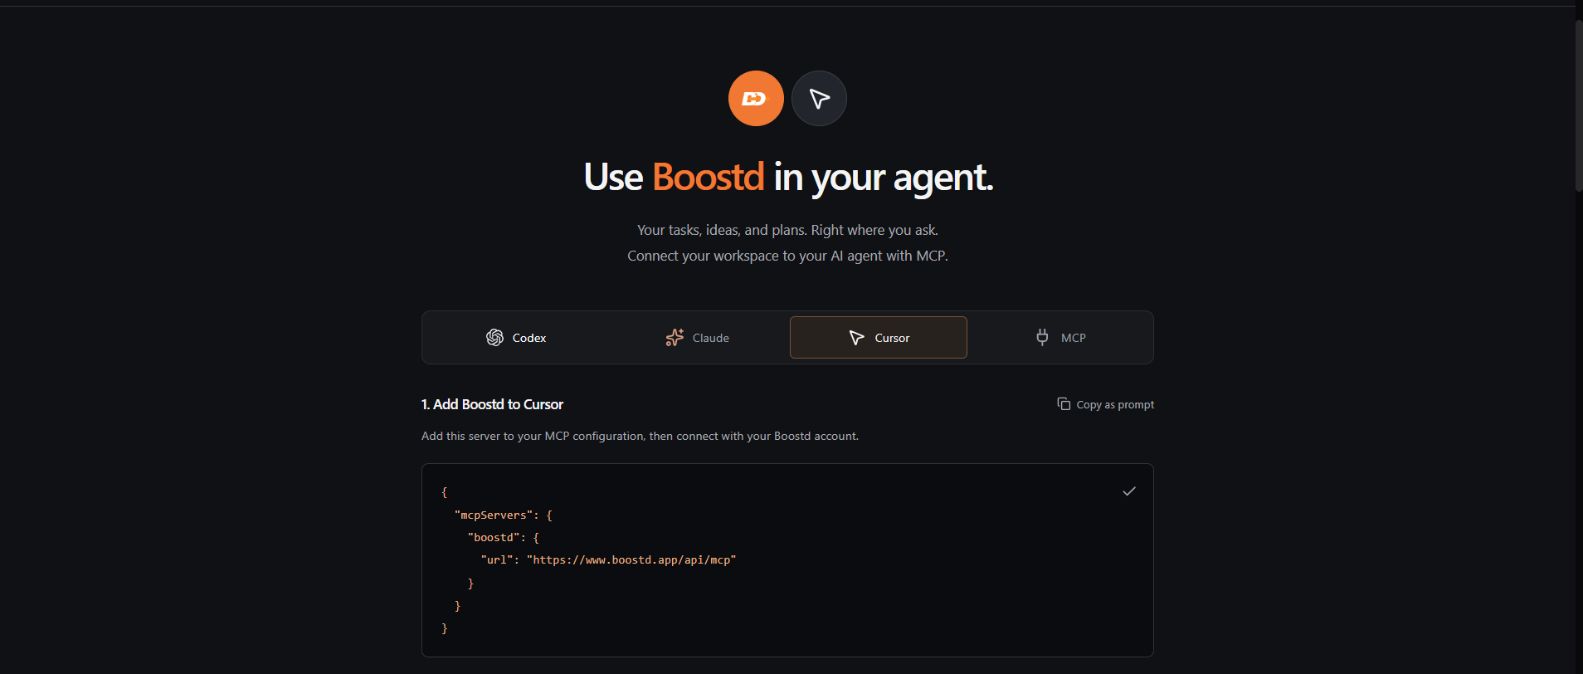 Use Boostd in your agent.
Your tasks, ideas, and plans. Right where you ask.
Connect your workspace to your AI agent with MCP.
Codex
Claude
Cursor
MCP
1. Add Boostd to Cursor
Copy as prompt
Add this server to your MCP configuration, then connect with your Boostd account.
{
  "mcpServers": {
    "boostd": {
      "url": "https://www.boostd.app/api/mcp"
    }
  }
}